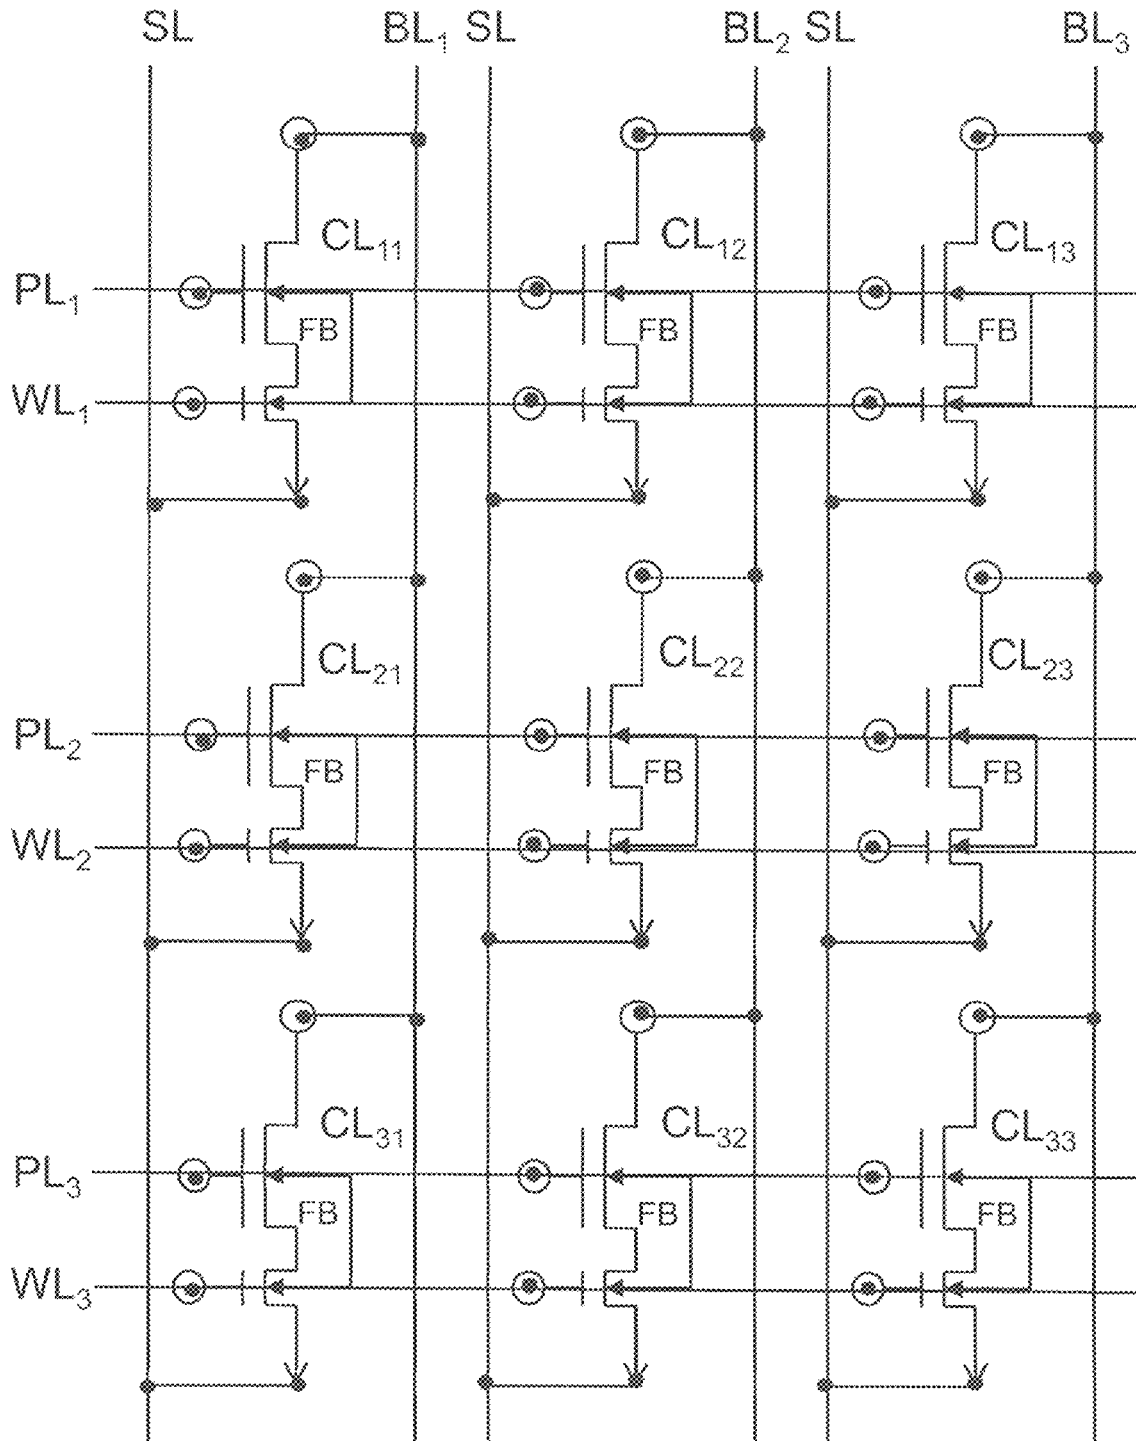 SL BL₁ SL BL₂ SL BL₃
CL₁₁ CL₁₂ CL₁₃
PL₁
FB FB FB
WL₁
CL₂₁ CL₂₂ CL₂₃
PL₂
FB FB FB
WL₂
CL₃₁ CL₃₂ CL₃₃
PL₃
FB FB FB
WL₃